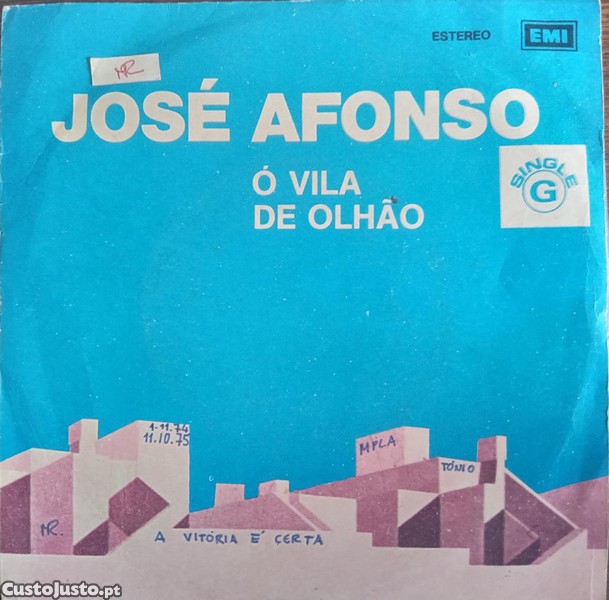 ESTEREO
EMI
MR
JOSÉ AFONSO
SINGLE
G
Ó VILA
DE OLHÃO
1-11.74
11.10.75
MPLA
TÓNIO
MR.
A VITÓRIA É CERTA
CustoJusto.pt